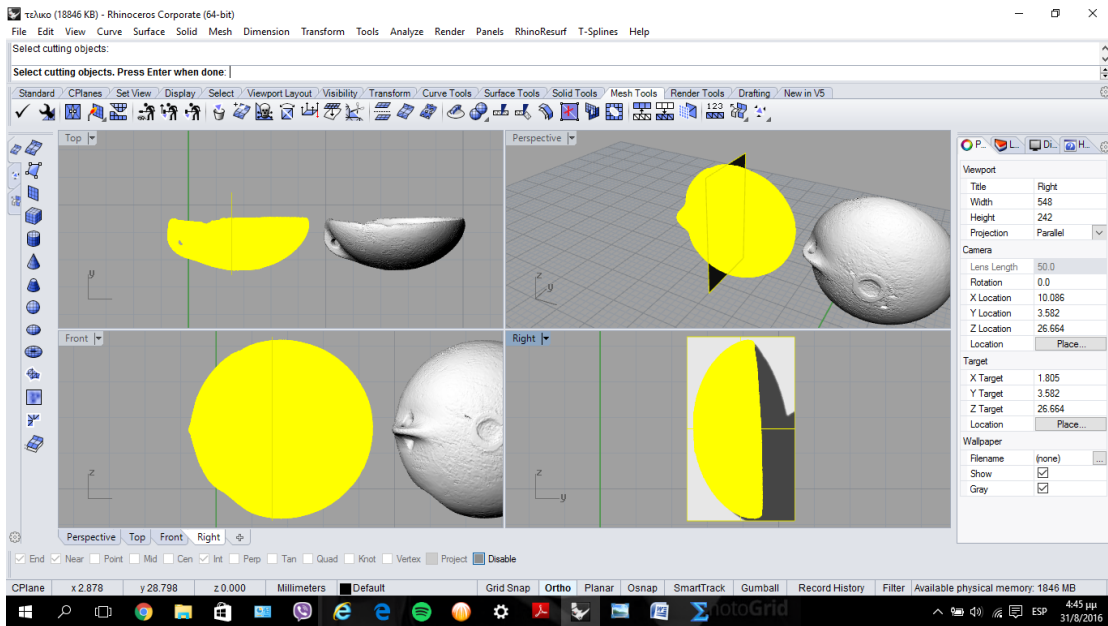 τελικο (18846 KB) - Rhinoceros Corporate (64-bit)
File Edit View Curve Surface Solid Mesh Dimension Transform Tools Analyze Render Panels RhinoResurf T-Splines Help
Select cutting objects:
Select cutting objects. Press Enter when done:
Standard CPlanes Set View Display Select Viewport Layout Visibility Transform Curve Tools Surface Tools Solid Tools Mesh Tools Render Tools Drafting New in V5
123
Top
Perspective
P... L... Di... H...
Viewport
Title Right
Width 548
Height 242
Projection Parallel
Camera
Lens Length 50.0
Rotation 0.0
X Location 10.086
Y Location 3.582
Z Location 26.664
Location Place...
Target
X Target 1.805
Y Target 3.582
Z Target 26.664
Location Place...
Wallpaper
Filename (none) ...
Show
Gray
y
z y
Front
Right
z
z y
Perspective Top Front Right
End Near Point Mid Cen Int Perp Tan Quad Knot Vertex Project Disable
CPlane x 2.878 y 28.798 z 0.000 Millimeters Default Grid Snap Ortho Planar Osnap SmartTrack Gumball Record History Filter Available physical memory: 1846 MB
hotoGrid
ESP
4:45 μμ
31/8/2016